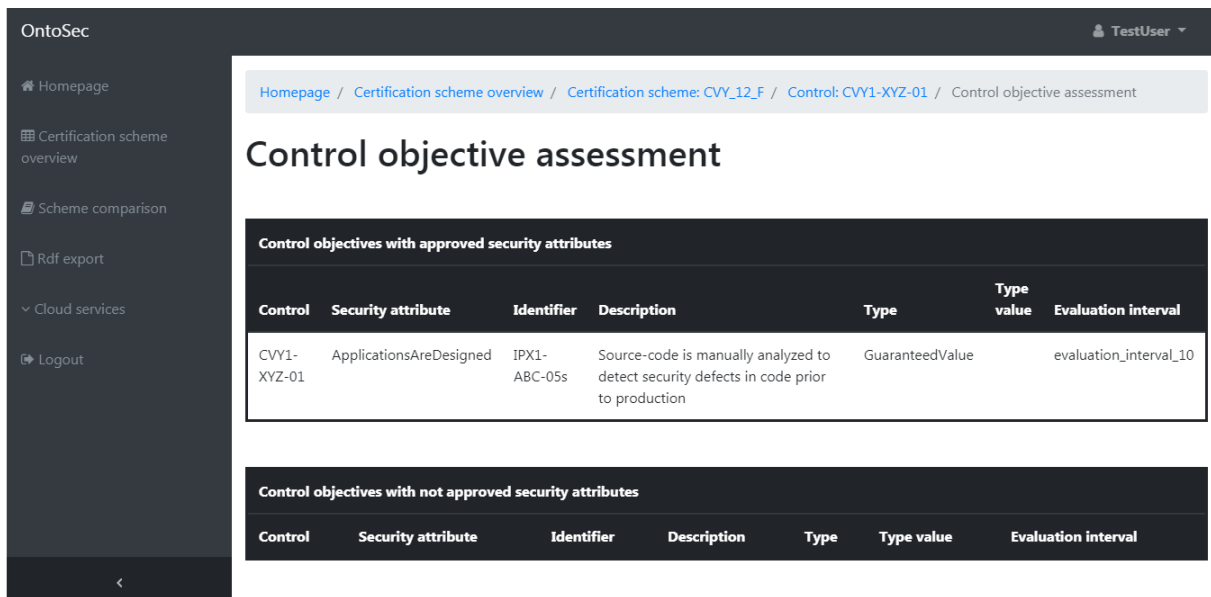 OntoSec
TestUser
Homepage
Certification scheme
overview
Scheme comparison
Rdf export
Cloud services
Logout
Homepage / Certification scheme overview / Certification scheme: CVY_12_F / Control: CVY1-XYZ-01 / Control objective assessment
Control objective assessment
Control objectives with approved security attributes
Type
Control Security attribute Identifier Description Type value Evaluation interval
CVY1- ApplicationsAreDesigned IPX1- Source-code is manually analyzed to GuaranteedValue evaluation_interval_10
XYZ-01 ABC-05s detect security defects in code prior
to production
Control objectives with not approved security attributes
Control Security attribute Identifier Description Type Type value Evaluation interval